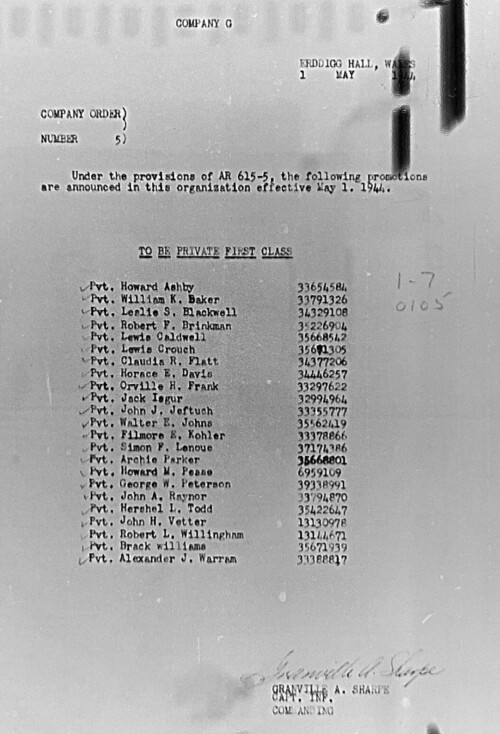 COMPANY G
ERDDIGG HALL, WALES
1 MAY 1944
COMPANY ORDER)
)
NUMBER 5)
Under the provisions of AR 615-5, the following promotions
are announced in this organization effective May 1. 1944.
TO BE PRIVATE FIRST CLASS
Pvt. Howard Ashby 33654584
Pvt. William K. Baker 33791326
Pvt. Leslie S. Blackwell 34329108
Pvt. Robert F. Brinkman 35226904
Pvt. Lewis Caldwell 35668542
Pvt. Lewis Crouch 35691305
Pvt. Claudia R. Flatt 34377206
Pvt. Horace E. Davis 34446257
Pvt. Orville H. Frank 33297622
Pvt. Jack Isgur 32994964
Pvt. John J. Jeftuch 33355777
Pvt. Walter E. Johns 35562419
Pvt. Filmore E. Kohler 33378866
Pvt. Simon F. Lenoue 37174386
Pvt. Archie Parker 35668801
Pvt. Howard M. Pease 6959109
Pvt. George W. Peterson 39338991
Pvt. John A. Raynor 33794870
Pvt. Hershel L. Todd 35422647
Pvt. John H. Vetter 13130978
Pvt. Robert L. Willingham 13144671
Pvt. Brack williams 35671939
Pvt. Alexander J. Warram 33388817
1-7
0105
Granville A. Sharpe
GRANVILLE A. SHARPE
CAPT. INF.
COMMANDING